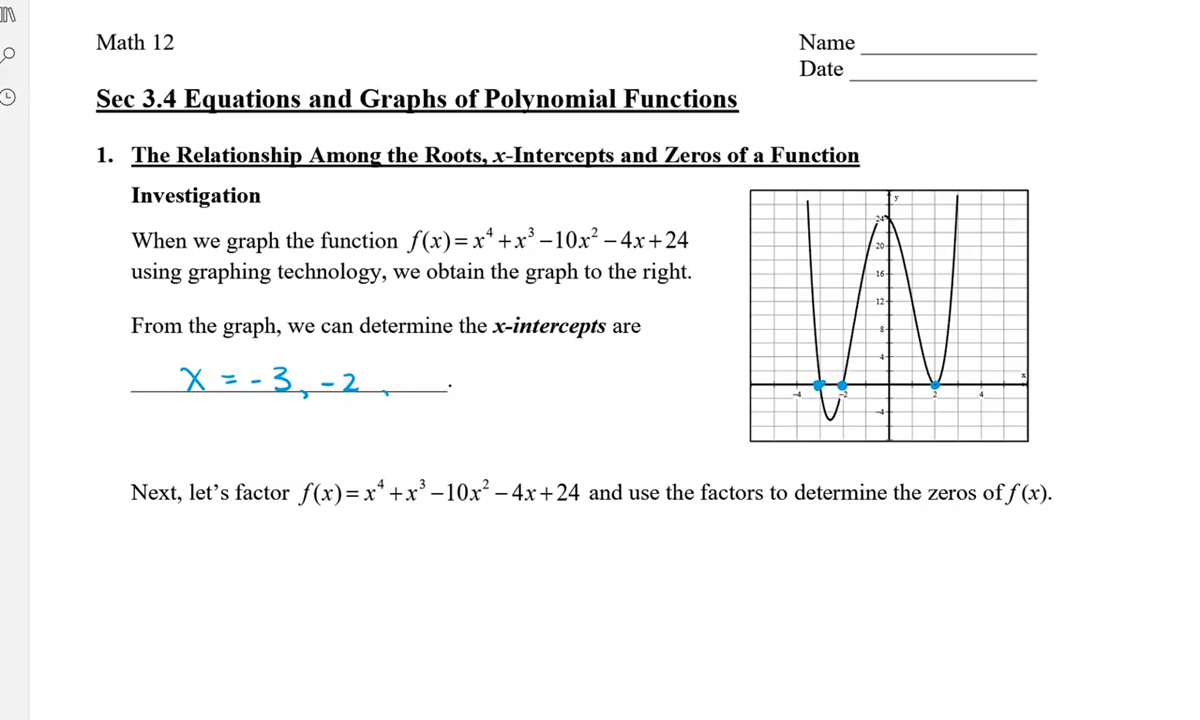 Math 12
Name
Date
Sec 3.4 Equations and Graphs of Polynomial Functions
1. The Relationship Among the Roots, x-Intercepts and Zeros of a Function
Investigation
When we graph the function f(x)=x⁴+x³−10x²−4x+24
using graphing technology, we obtain the graph to the right.
From the graph, we can determine the x-intercepts are
x = -3, -2, .
y
24
20
16
12
8
4
x
-4 -2 2 4
-4
Next, let's factor f(x)=x⁴+x³−10x²−4x+24 and use the factors to determine the zeros of f(x).